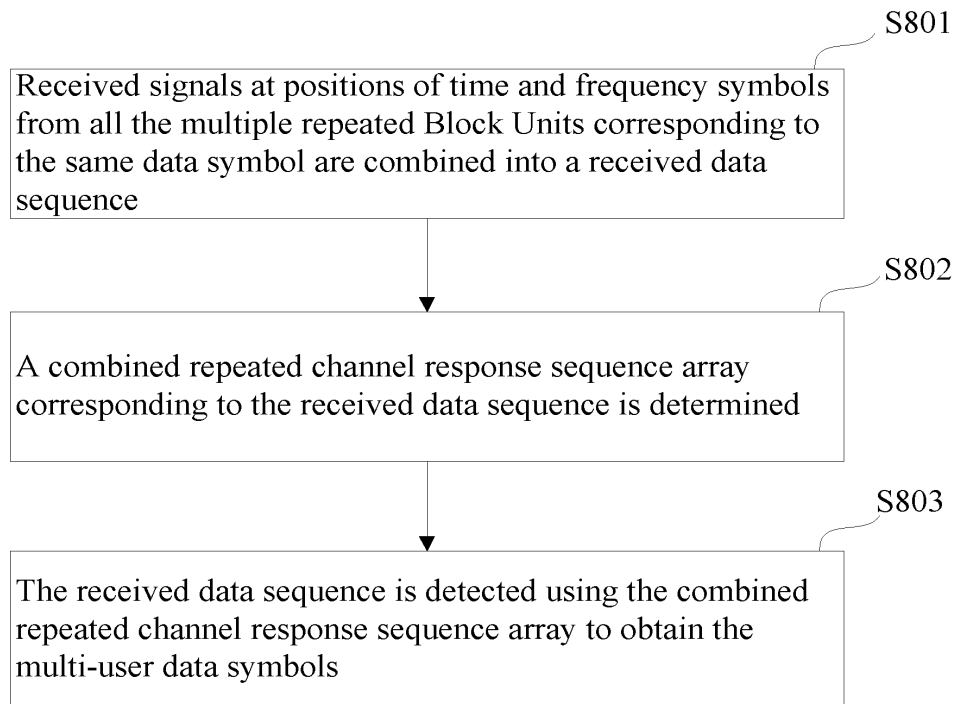 S801
Received signals at positions of time and frequency symbols
from all the multiple repeated Block Units corresponding to
the same data symbol are combined into a received data
sequence
S802
A combined repeated channel response sequence array
corresponding to the received data sequence is determined
S803
The received data sequence is detected using the combined
repeated channel response sequence array to obtain the
multi-user data symbols